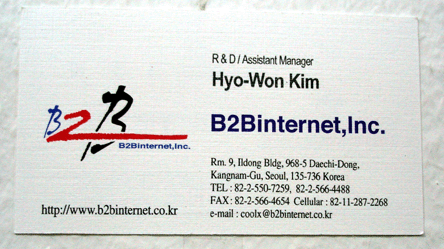 R & D / Assistant Manager
Hyo-Won Kim
B2R
B2Binternet,Inc.
B2Binternet,Inc.
Rm. 9, Ildong Bldg, 968-5 Daechi-Dong,
Kangnam-Gu, Seoul, 135-736 Korea
TEL : 82-2-550-7259, 82-2-566-4488
FAX : 82-2-566-4654 Cellular : 82-11-287-2268
http://www.b2binternet.co.kr
e-mail : coolx@b2binternet.co.kr